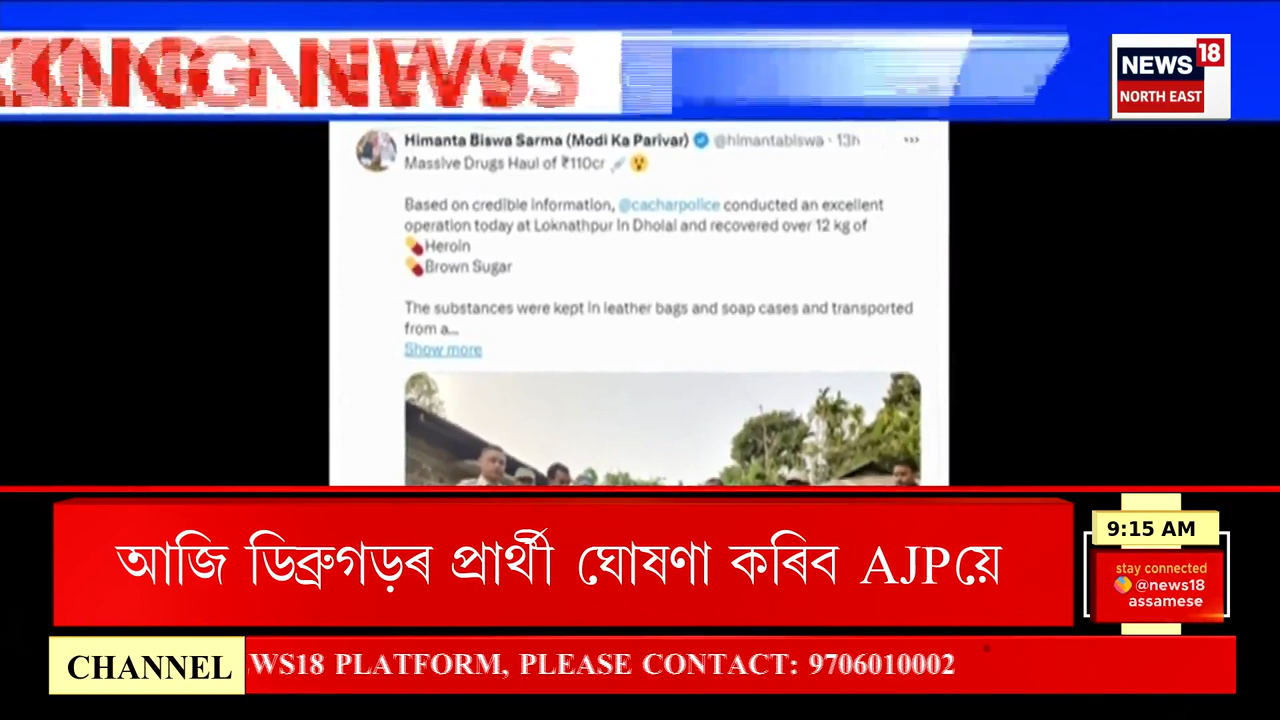 NEWS
NEWS 18
NORTH EAST
Himanta Biswa Sarma (Modi Ka Parivar) @himantabiswa · 13h
Massive Drugs Haul of ₹110cr 💉😲
Based on credible information, @cacharpolice conducted an excellent
operation today at Loknathpur in Dholai and recovered over 12 kg of
💊Heroin
💊Brown Sugar
The substances were kept in leather bags and soap cases and transported
from a...
Show more
আজি ডিব্ৰুগড়ৰ প্ৰাৰ্থী ঘোষণা কৰিব AJPয়ে
9:15 AM
stay connected
@news18
assamese
CHANNEL
WS18 PLATFORM, PLEASE CONTACT: 9706010002